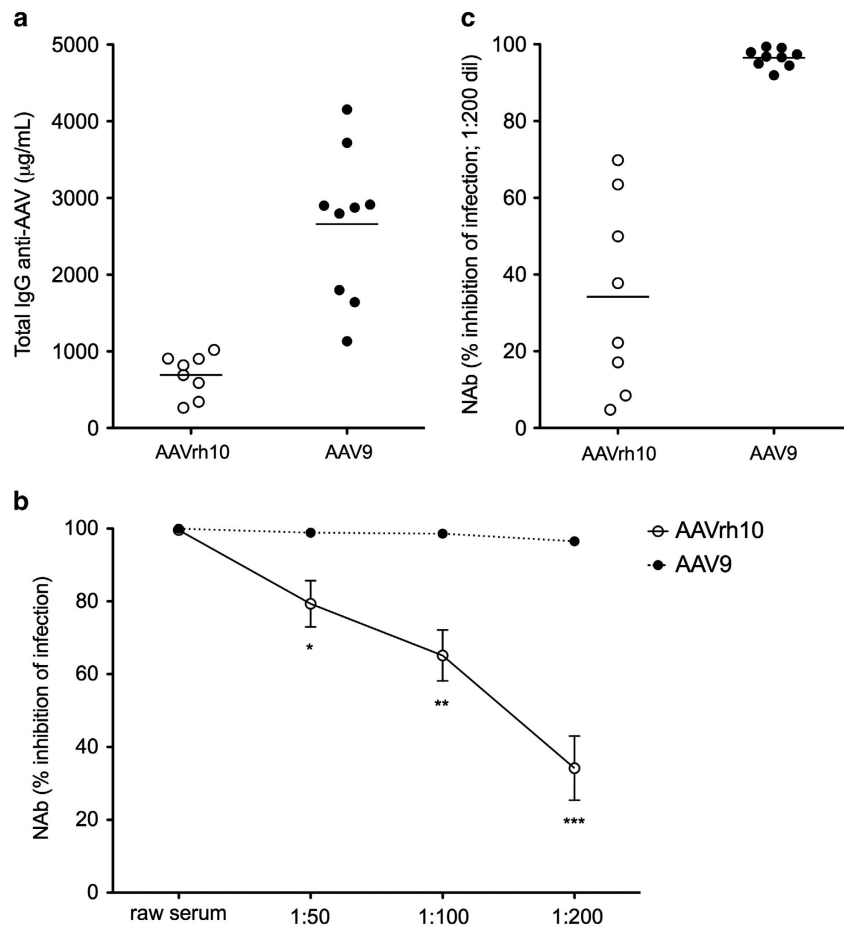 a
5000
4000
3000
2000
1000
0
Total IgG anti-AAV (μg/mL)
AAVrh10
AAV9
c
100
80
60
40
20
0
NAb (% inhibition of infection; 1:200 dil)
AAVrh10
AAV9
b
100
80
60
40
20
0
NAb (% inhibition of infection)
*
**
***
raw serum
1:50
1:100
1:200
AAVrh10
AAV9